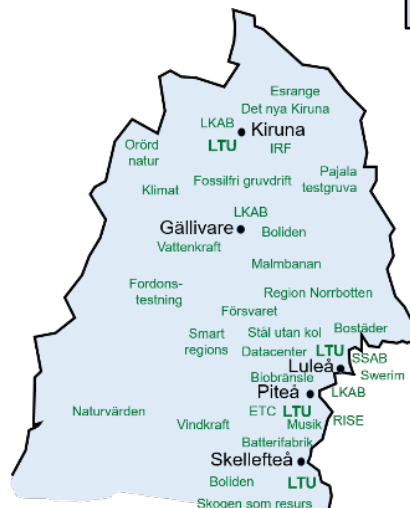 Esrange
Det nya Kiruna
LKAB
Kiruna
LTU
IRF
Orörd
natur
Pajala
testgruva
Fossilfri gruvdrift
Klimat
LKAB
Gällivare
Boliden
Vattenkraft
Malmbanan
Fordons-
testning
Region Norrbotten
Försvaret
Smart
regions
Stål utan kol
Bostäder
Datacenter
LTU
SSAB
Luleå
Swerim
Biobränsle
Piteå
LKAB
Naturvärden
ETC
LTU
Vindkraft
Musik
RISE
Batterifabrik
Skellefteå
Boliden
LTU
Skogen som resurs